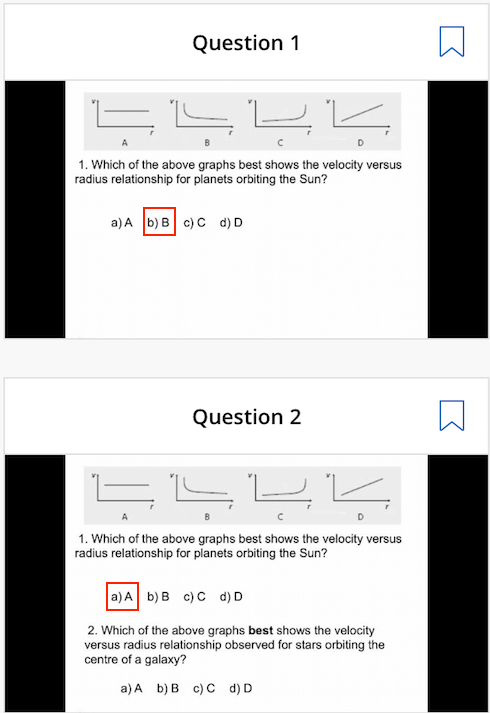 Question 1
v v v v
r r r r
A B C D
1. Which of the above graphs best shows the velocity versus
radius relationship for planets orbiting the Sun?
a) A b) B c) C d) D
Question 2
v v v v
r r r r
A B C D
1. Which of the above graphs best shows the velocity versus
radius relationship for planets orbiting the Sun?
a) A b) B c) C d) D
2. Which of the above graphs best shows the velocity
versus radius relationship observed for stars orbiting the
centre of a galaxy?
a) A b) B c) C d) D